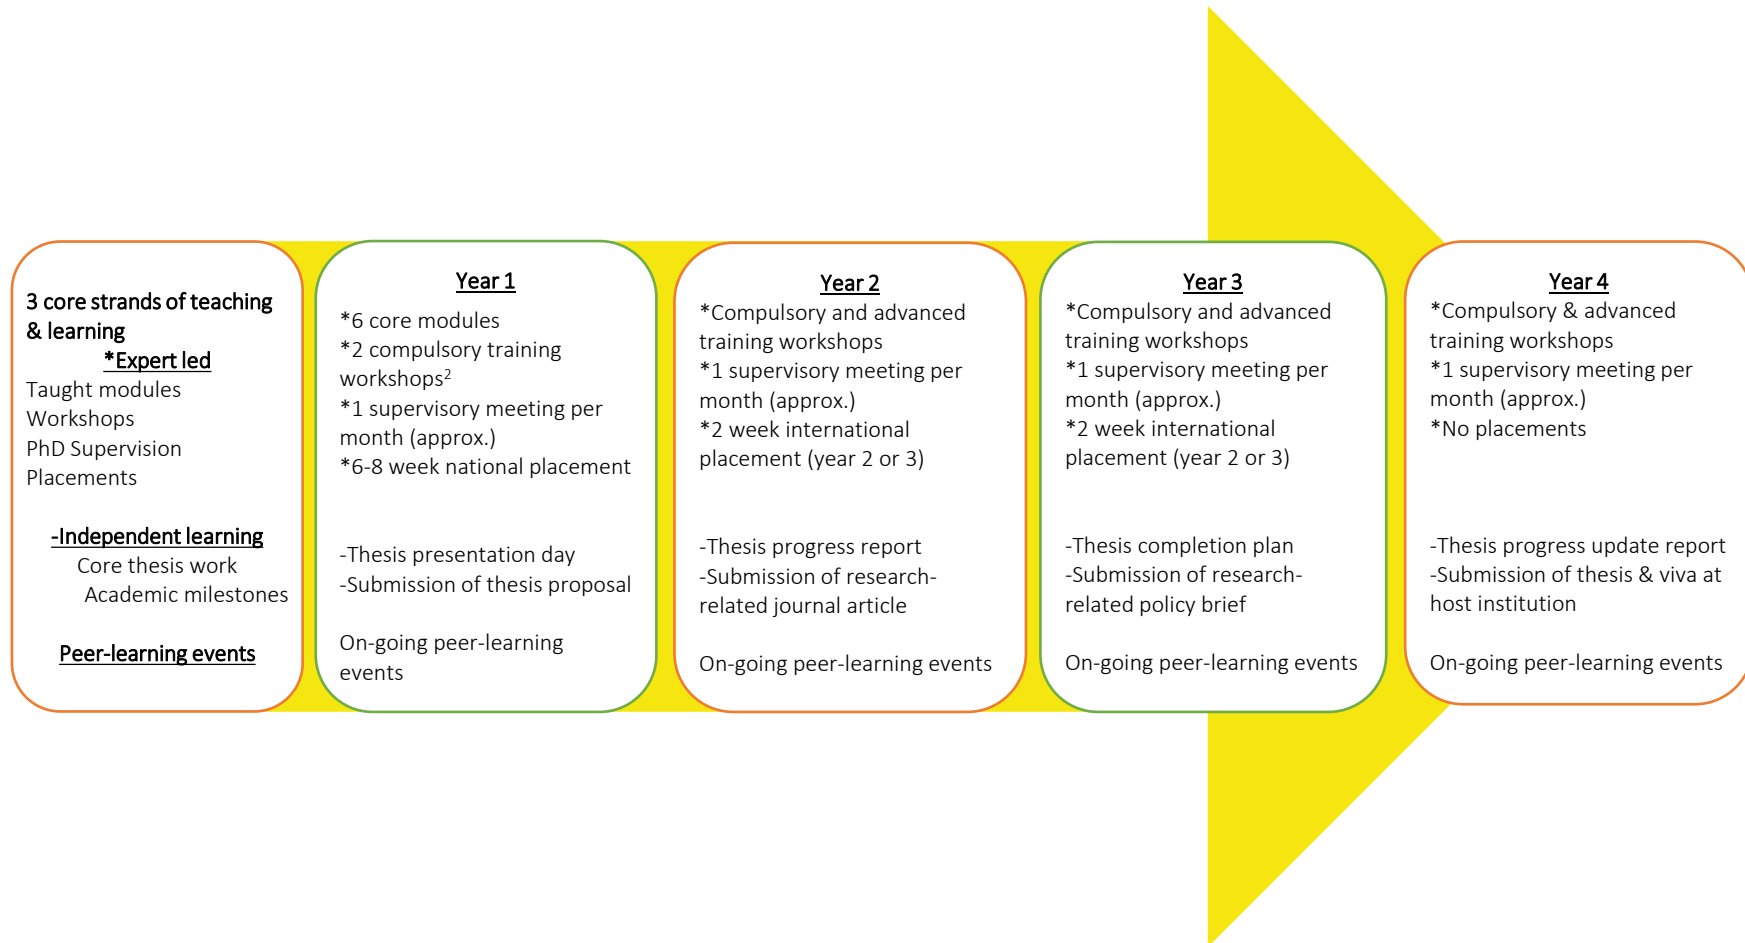 3 core strands of teaching
& learning
*Expert led
Taught modules
Workshops
PhD Supervision
Placements
-Independent learning
Core thesis work
Academic milestones
Peer-learning events
Year 1
*6 core modules
*2 compulsory training
workshops²
*1 supervisory meeting per
month (approx.)
*6-8 week national placement
-Thesis presentation day
-Submission of thesis proposal
On-going peer-learning
events
Year 2
*Compulsory and advanced
training workshops
*1 supervisory meeting per
month (approx.)
*2 week international
placement (year 2 or 3)
-Thesis progress report
-Submission of research-
related journal article
On-going peer-learning events
Year 3
*Compulsory and advanced
training workshops
*1 supervisory meeting per
month (approx.)
*2 week international
placement (year 2 or 3)
-Thesis completion plan
-Submission of research-
related policy brief
On-going peer-learning events
Year 4
*Compulsory & advanced
training workshops
*1 supervisory meeting per
month (approx.)
*No placements
-Thesis progress update report
-Submission of thesis & viva at
host institution
On-going peer-learning events